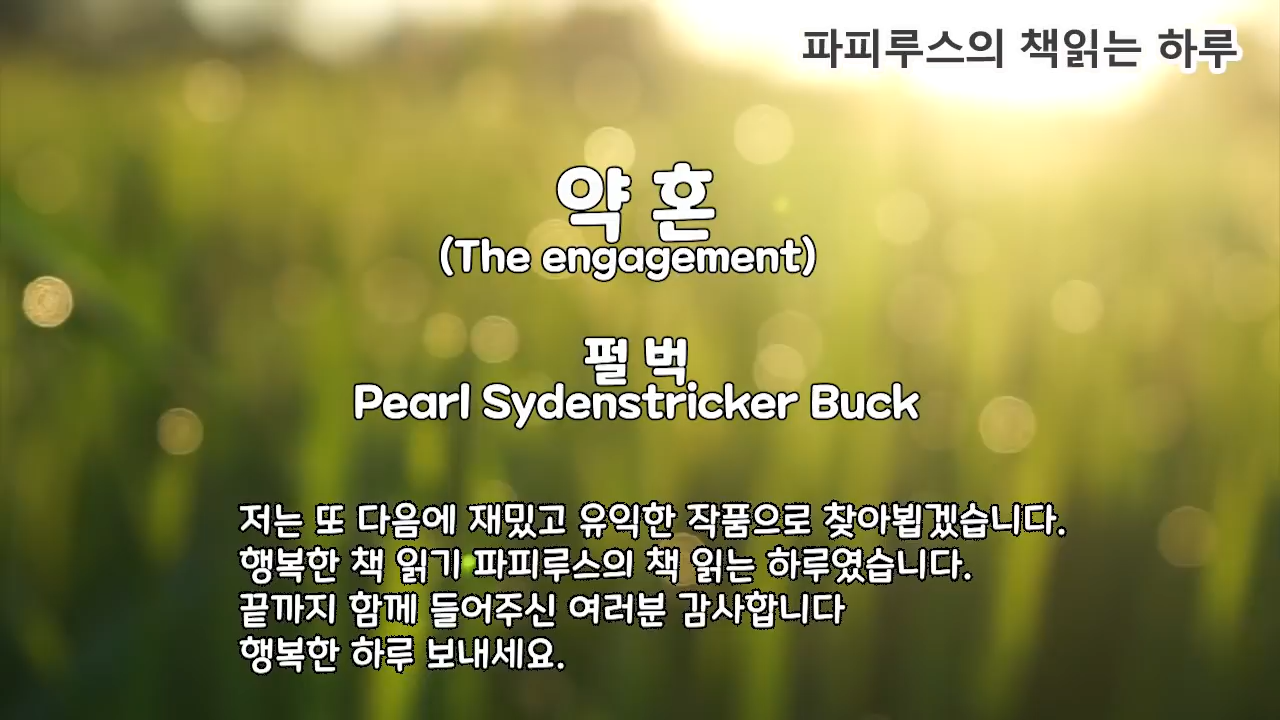 파피루스의 책읽는 하루
약 혼
(The engagement)
펄 벅
Pearl Sydenstricker Buck
저는 또 다음에 재밌고 유익한 작품으로 찾아뵙겠습니다.
행복한 책 읽기 파피루스의 책 읽는 하루였습니다.
끝까지 함께 들어주신 여러분 감사합니다
행복한 하루 보내세요.